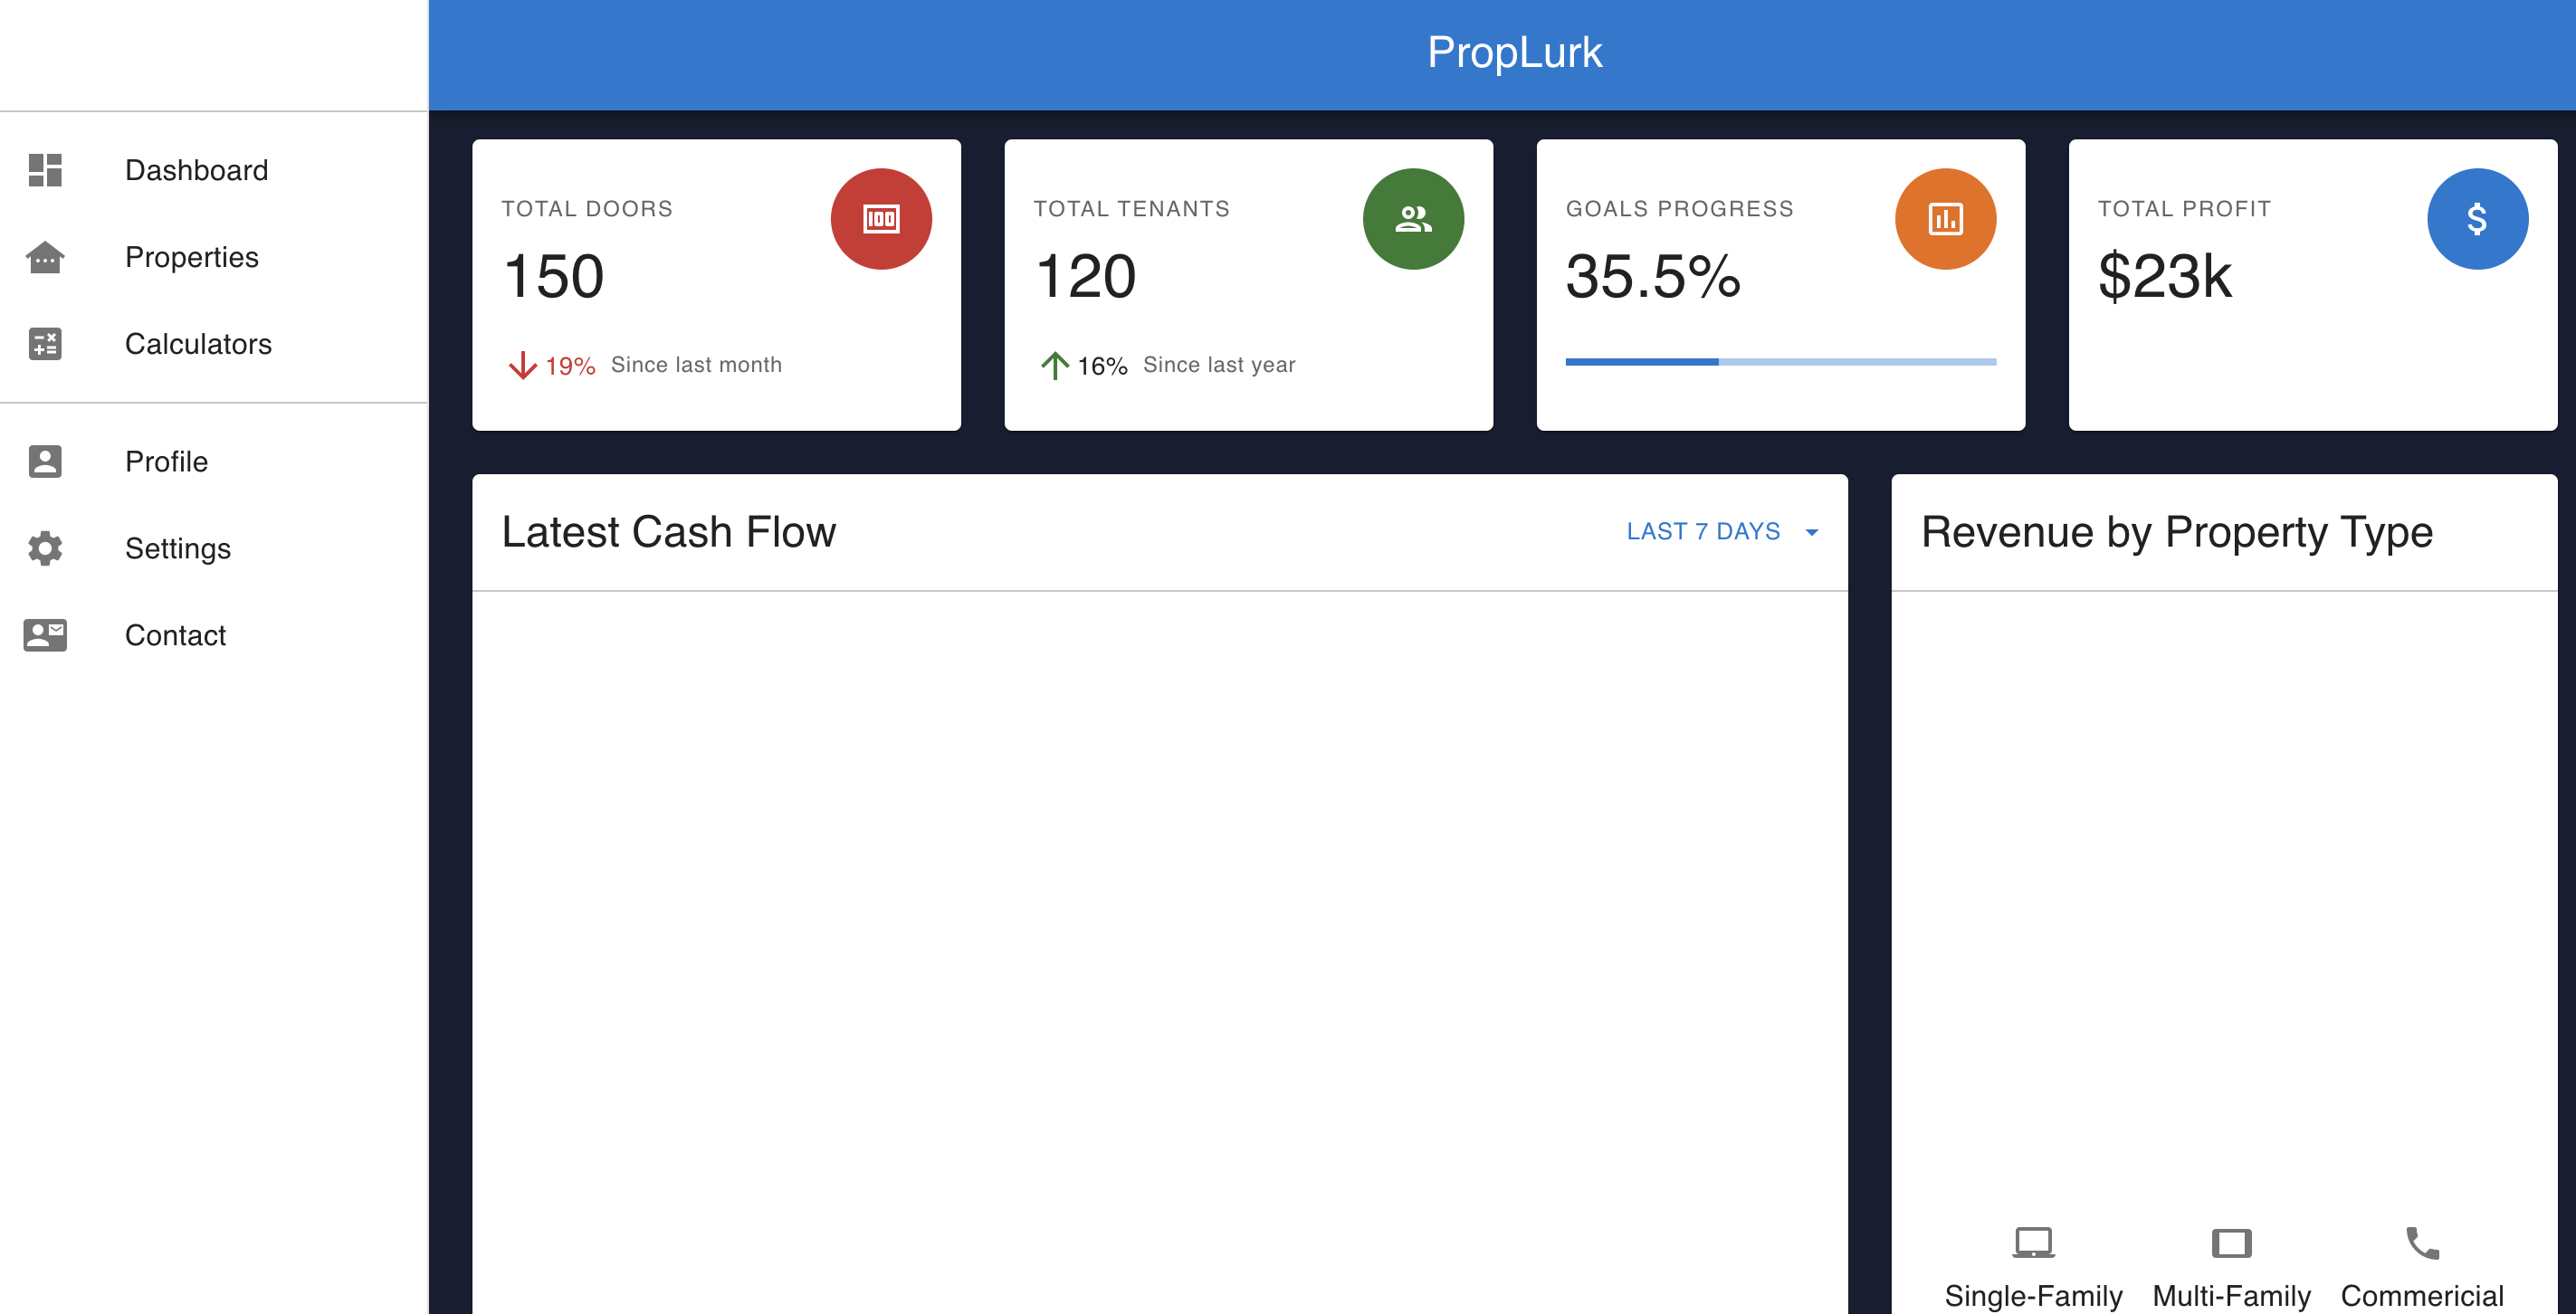 PropLurk
Dashboard
Properties
Calculators
Profile
Settings
Contact
TOTAL DOORS
150
19% Since last month
TOTAL TENANTS
120
16% Since last year
GOALS PROGRESS
35.5%
TOTAL PROFIT
$23k
Latest Cash Flow
LAST 7 DAYS
Revenue by Property Type
Single-Family
Multi-Family
Commericial